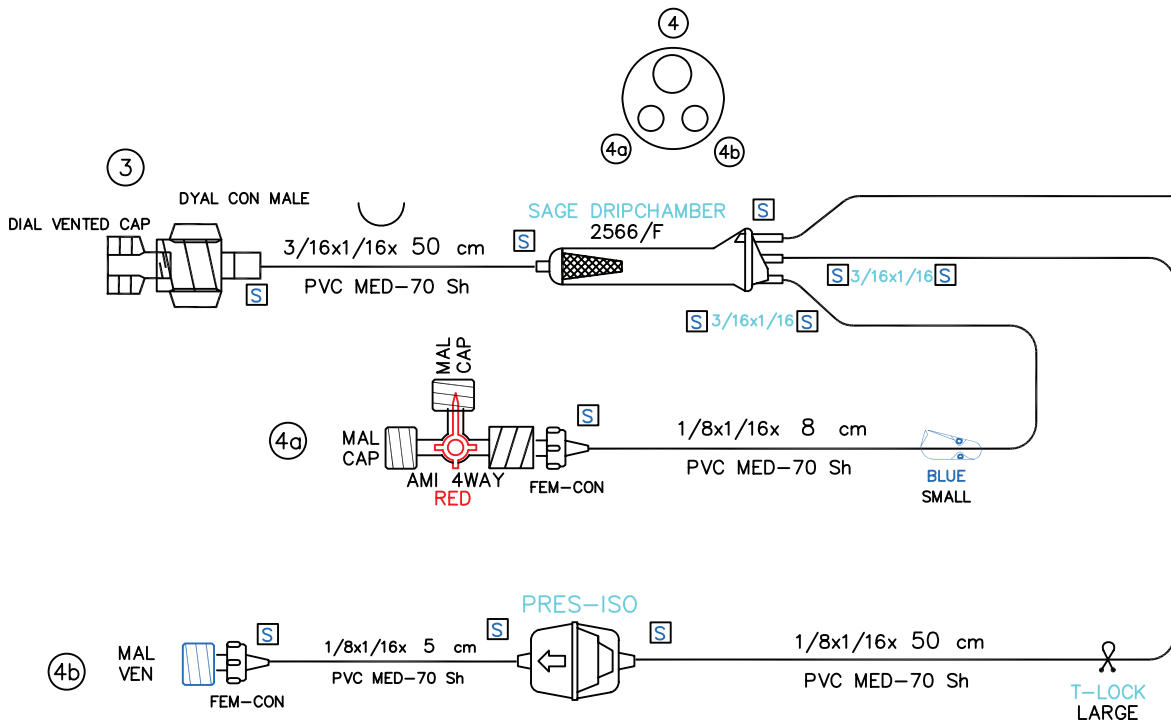 4
4a
4b
3
DYAL CON MALE
DIAL VENTED CAP
SAGE DRIPCHAMBER
2566/F
S
S
3/16x1/16x 50 cm
PVC MED-70 Sh
S
S 3/16x1/16 S
S 3/16x1/16 S
MAL
CAP
S
4a
MAL
CAP
AMI 4WAY
RED
FEM-CON
1/8x1/16x 8 cm
PVC MED-70 Sh
BLUE
SMALL
PRES-ISO
4b
MAL
VEN
S
FEM-CON
1/8x1/16x 5 cm
PVC MED-70 Sh
S
S
1/8x1/16x 50 cm
PVC MED-70 Sh
T-LOCK
LARGE